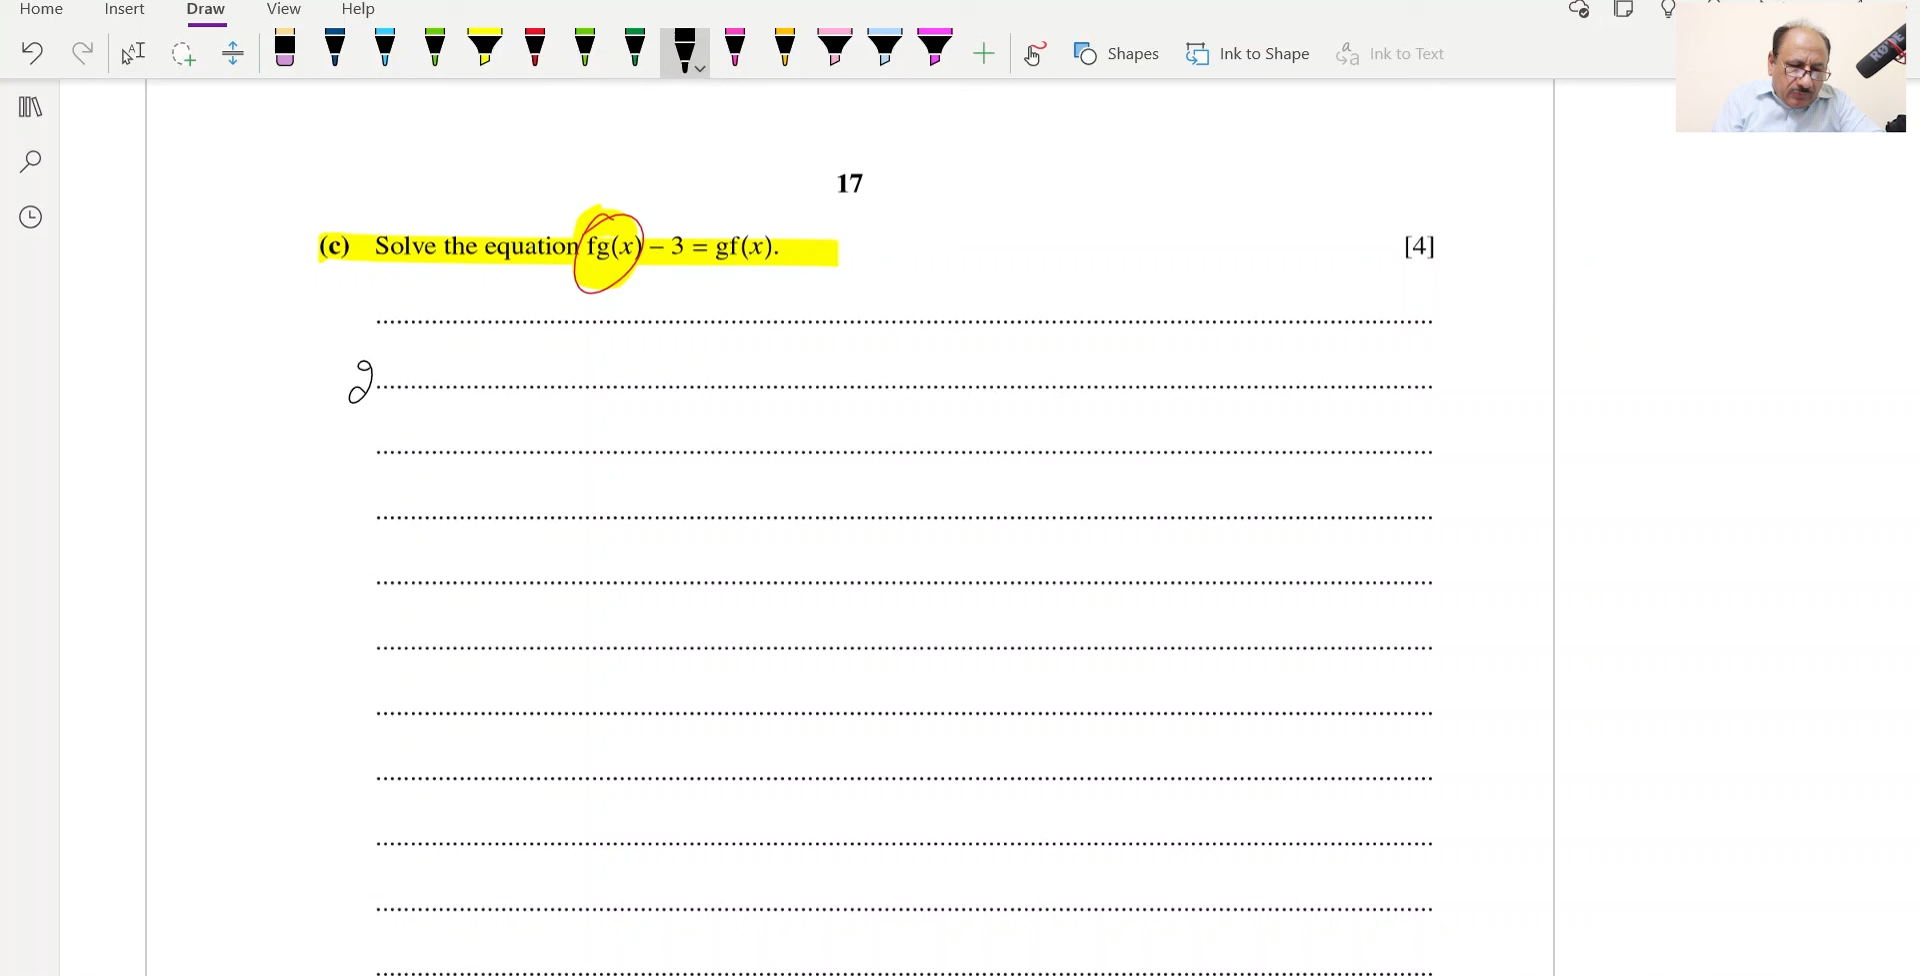 Home Insert Draw View Help
Shapes Ink to Shape Ink to Text
RØDE
17
(c) Solve the equation fg(x) – 3 = gf(x). [4]